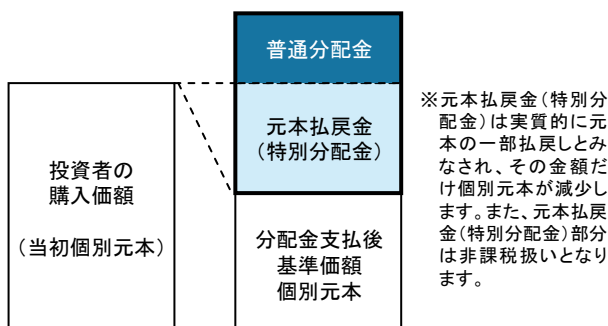 普通分配金
元本払戻金
（特別分配金）
投資者の
購入価額
（当初個別元本）
分配金支払後
基準価額
個別元本
※元本払戻金（特別分
配金）は実質的に元
本の一部払戻しとみ
なされ、その金額だ
け個別元本が減少し
ます。また、元本払戻
金（特別分配金）部分
は非課税扱いとなり
ます。